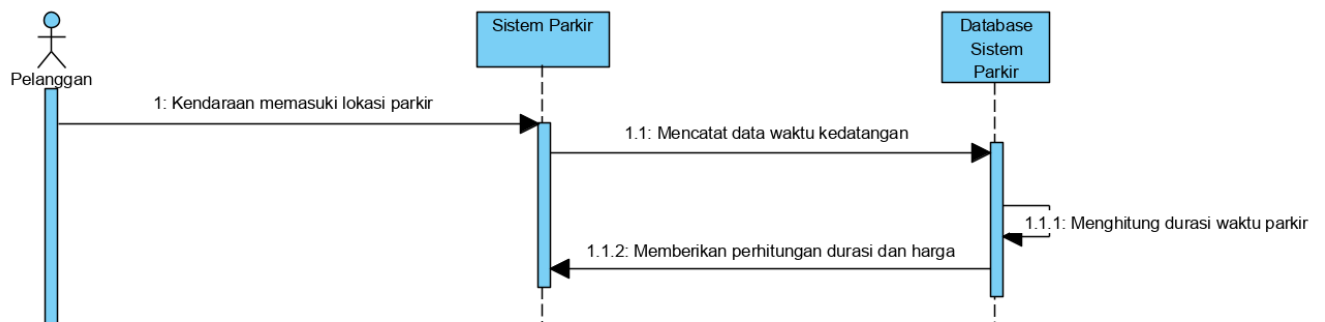 Pelanggan
Sistem Parkir
Database
Sistem
Parkir
1: Kendaraan memasuki lokasi parkir
1.1: Mencatat data waktu kedatangan
1.1.1: Menghitung durasi waktu parkir
1.1.2: Memberikan perhitungan durasi dan harga